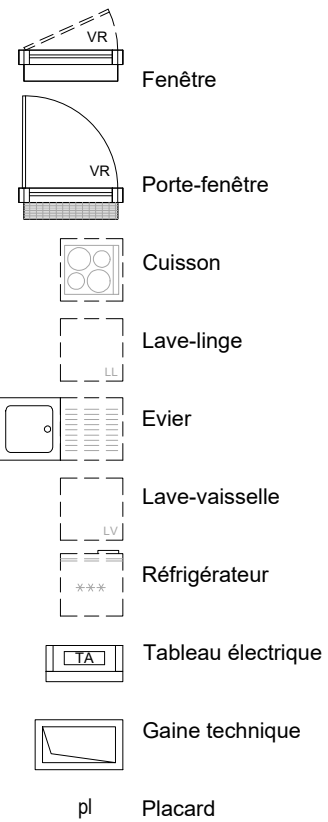 VR
Fenêtre
VR
Porte-fenêtre
Cuisson
Lave-linge
LL
Evier
Lave-vaisselle
LV
Réfrigérateur
***
TA
Tableau électrique
Gaine technique
pl Placard